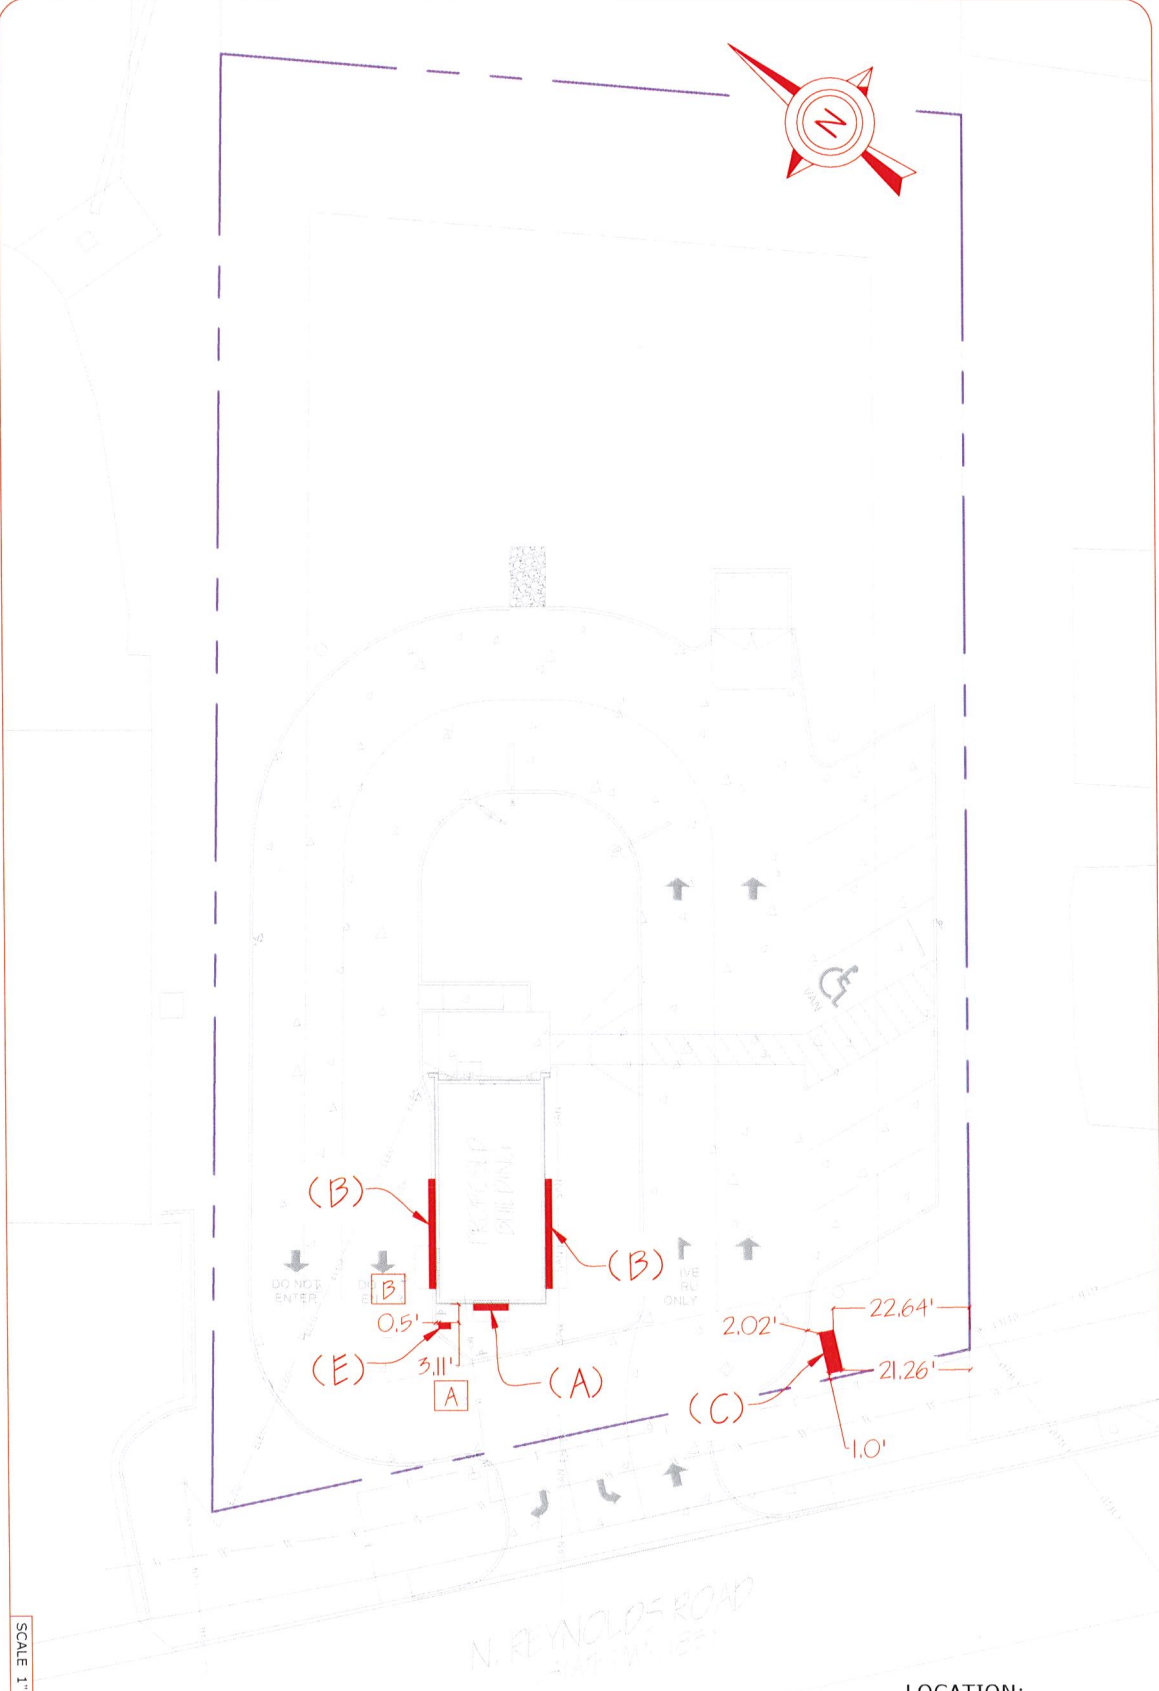 N
VAN
(B)
(B)
DO NOT
ENTER
B
ONLY
0.5'
(E)
3.11'
A
(A)
2.02'
22.64'
21.26'
(C)
1.0'
N. REYNOLDS ROAD
SCALE 1"
LOCATION: